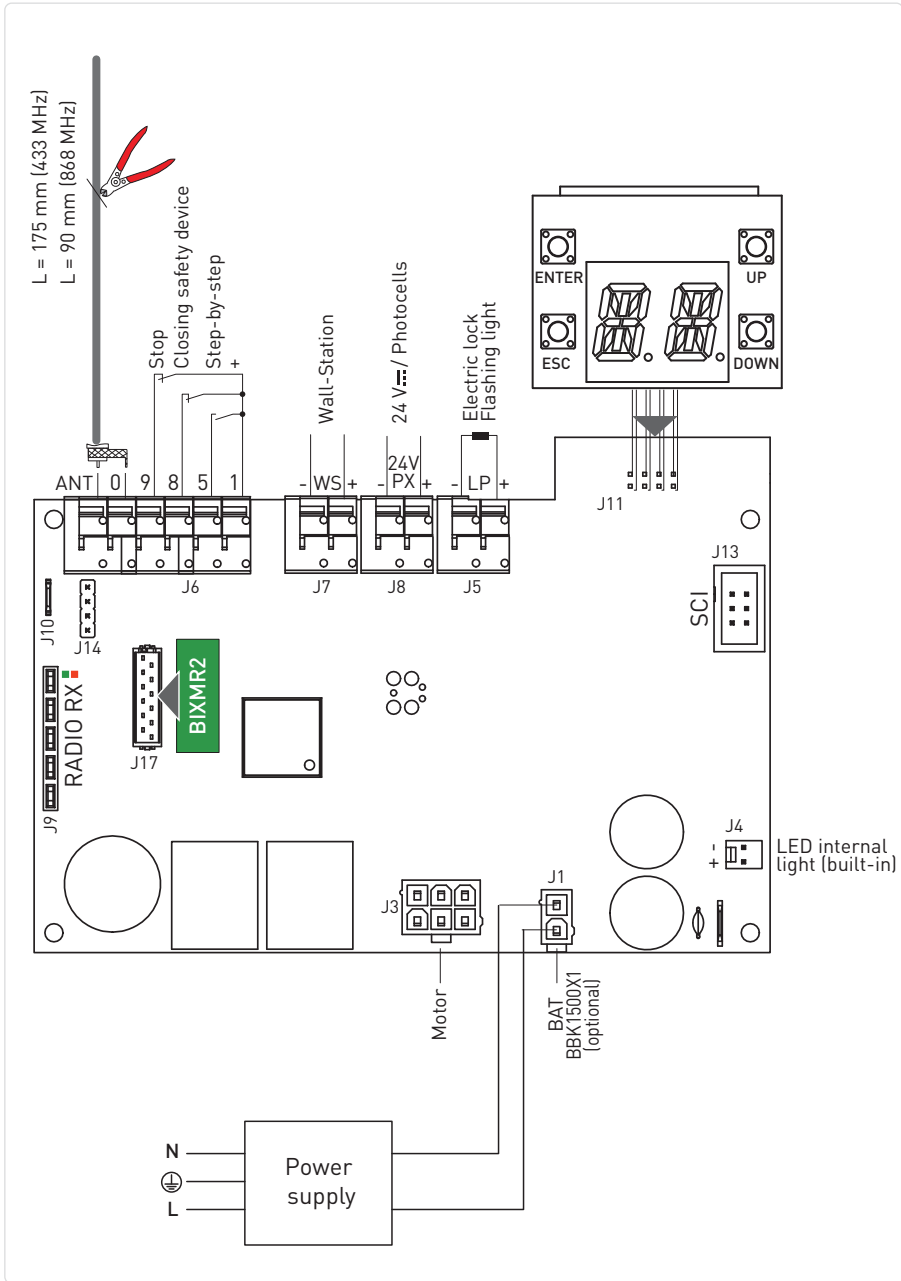 L = 175 mm (433 MHz)
L = 90 mm (868 MHz)
Stop
Closing safety device
Step-by-step
+
Wall-Station
24 V / Photocells
Electric lock
Flashing light
ENTER
UP
ESC
DOWN
ANT 0 9 8 5 1
- WS +
24V
- PX +
- LP +
J6
J7
J8
J5
J11
J13
SCI
J10
J14
RADIO RX
J9
J17
BIXMR2
J4
-
+
LED internal
light (built-in)
J3
J1
Motor
BAT
BBK1500X1
(optional)
N
L
Power
supply